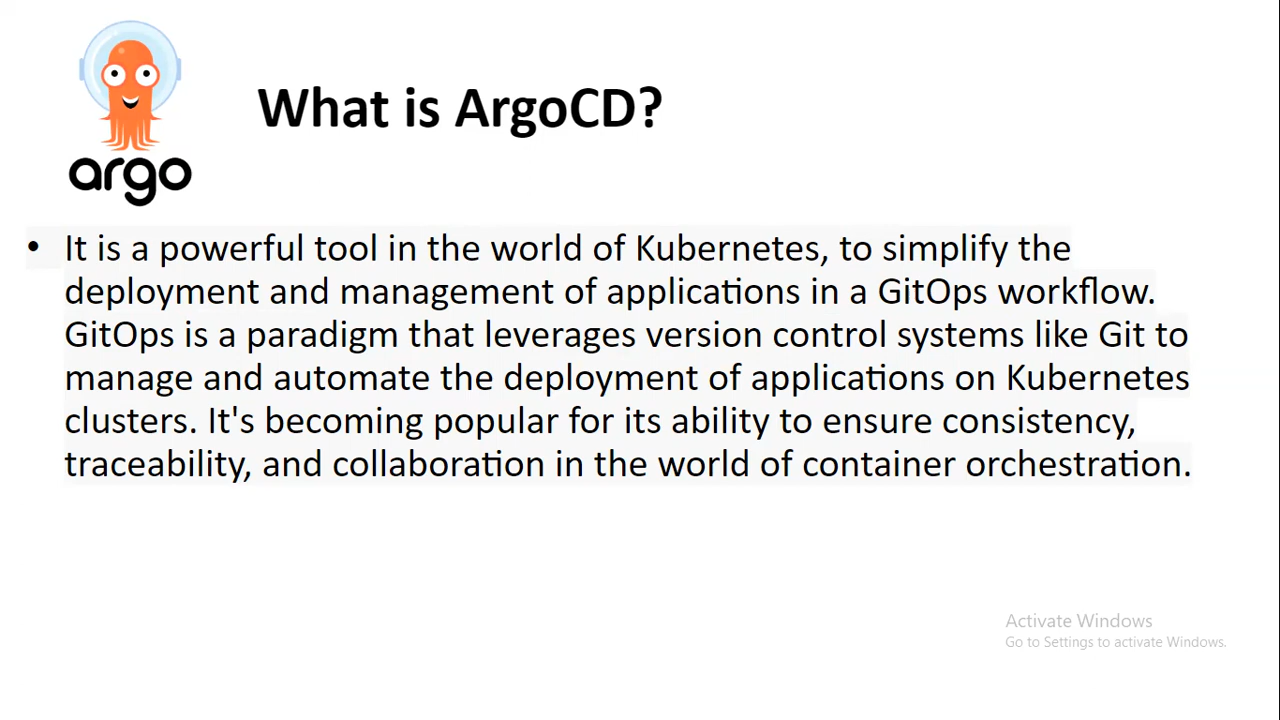 argo
What is ArgoCD?
• It is a powerful tool in the world of Kubernetes, to simplify the
deployment and management of applications in a GitOps workflow.
GitOps is a paradigm that leverages version control systems like Git to
manage and automate the deployment of applications on Kubernetes
clusters. It's becoming popular for its ability to ensure consistency,
traceability, and collaboration in the world of container orchestration.
Activate Windows
Go to Settings to activate Windows.